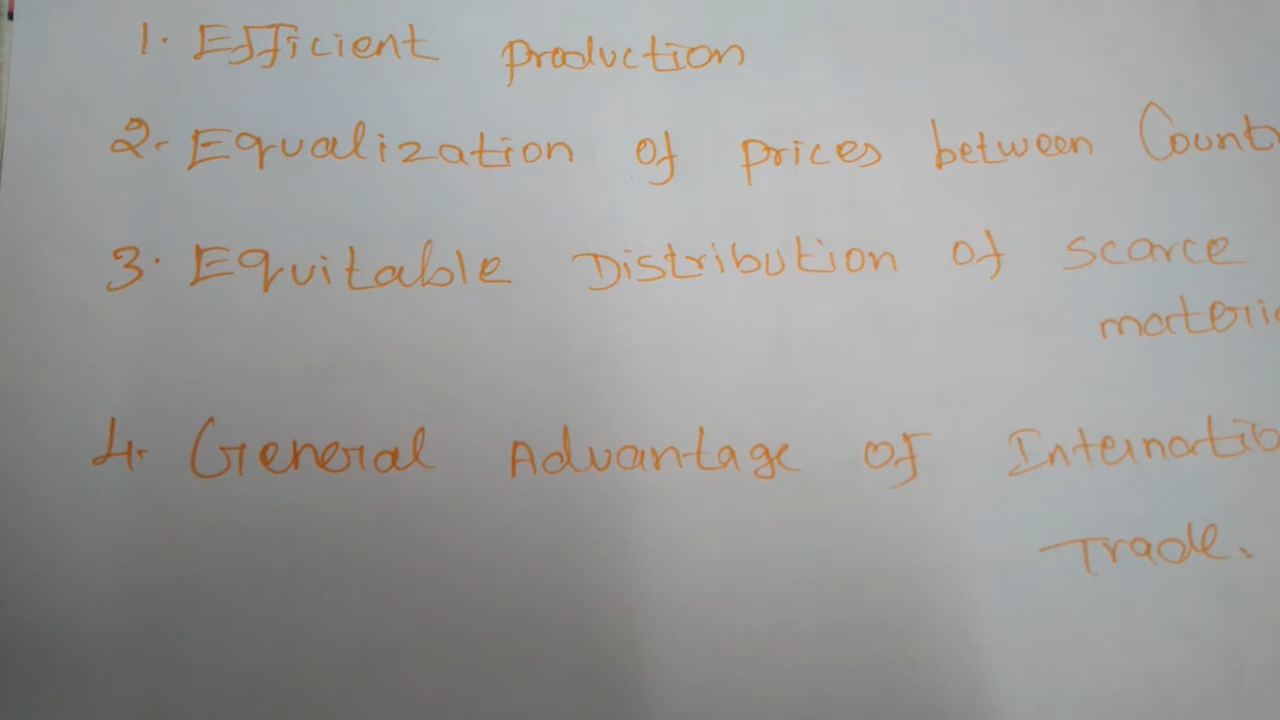 1. Efficient production
2. Equalization of prices between Count
3. Equitable Distribution of scarce
materi
4. General Advantage of Internatio
Trade.